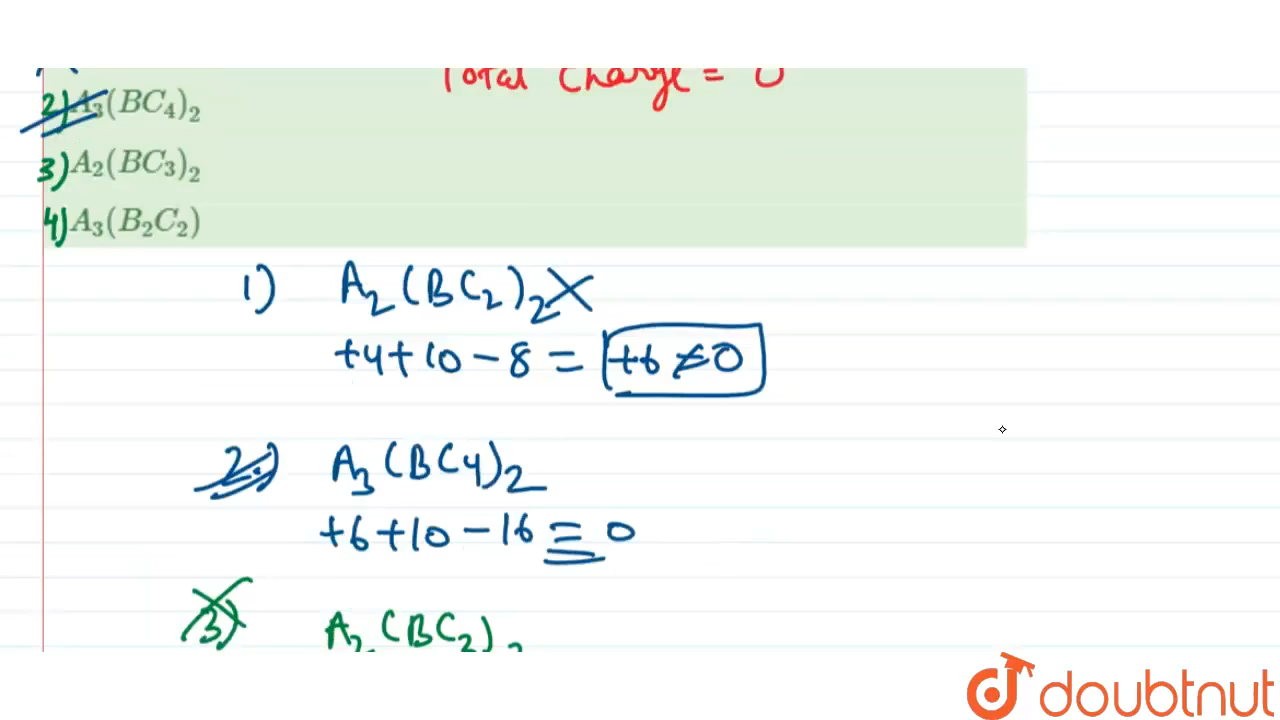 Total Charge = 0
2) A₃(BC₄)₂
3) A₂(BC₃)₂
4) A₃(B₂C₂)
1) A₂(BC₂)₂ X
+4+10-8 = +6 ≠ 0
2.) A₃(BC₄)₂
+6+10-16 = 0
3) A₂(BC₃)₂
doubtnut